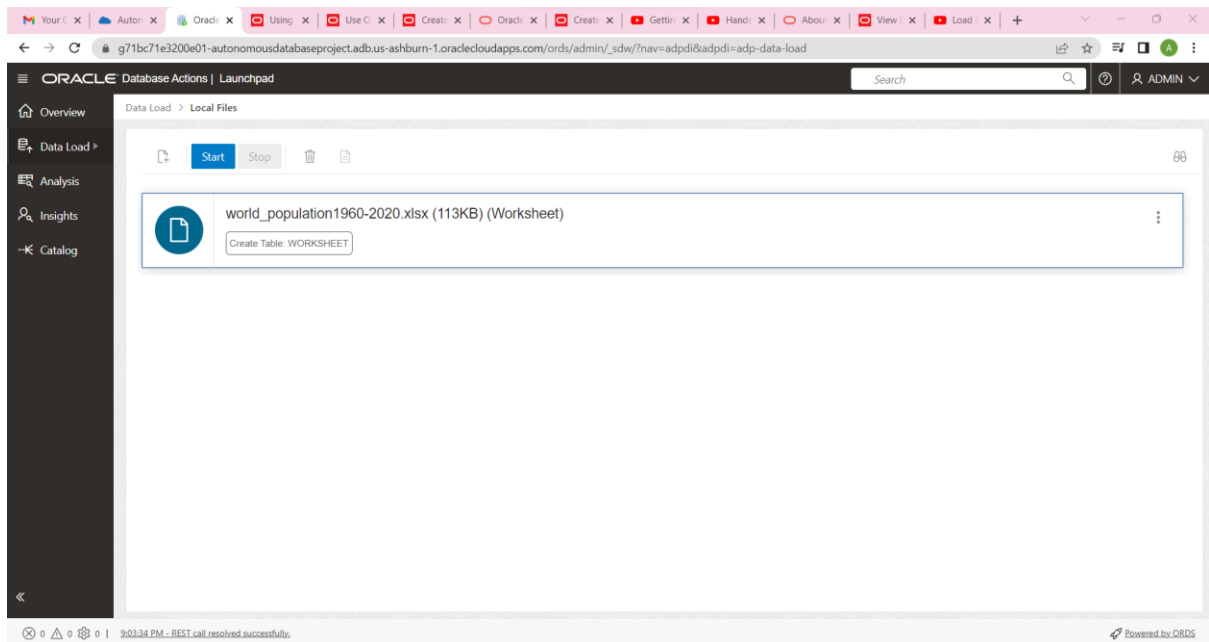 Your C
Autor
Oracle
Using
Use O
Create
Oracle
Create
Gettin
Hands
About
View
Load
g71bc71e3200e01-autonomousdatabaseproject.adb.us-ashburn-1.oraclecloudapps.com/ords/admin/_sdw/?nav=adpdi&adpdi=adp-data-load
A
ORACLE Database Actions | Launchpad
Search
ADMIN
Overview
Data Load > Local Files
Data Load
Start
Stop
Analysis
Insights
Catalog
world_population1960-2020.xlsx (113KB) (Worksheet)
Create Table: WORKSHEET
0 0 0 | 9:03:34 PM - REST call resolved successfully.
Powered by ORDS